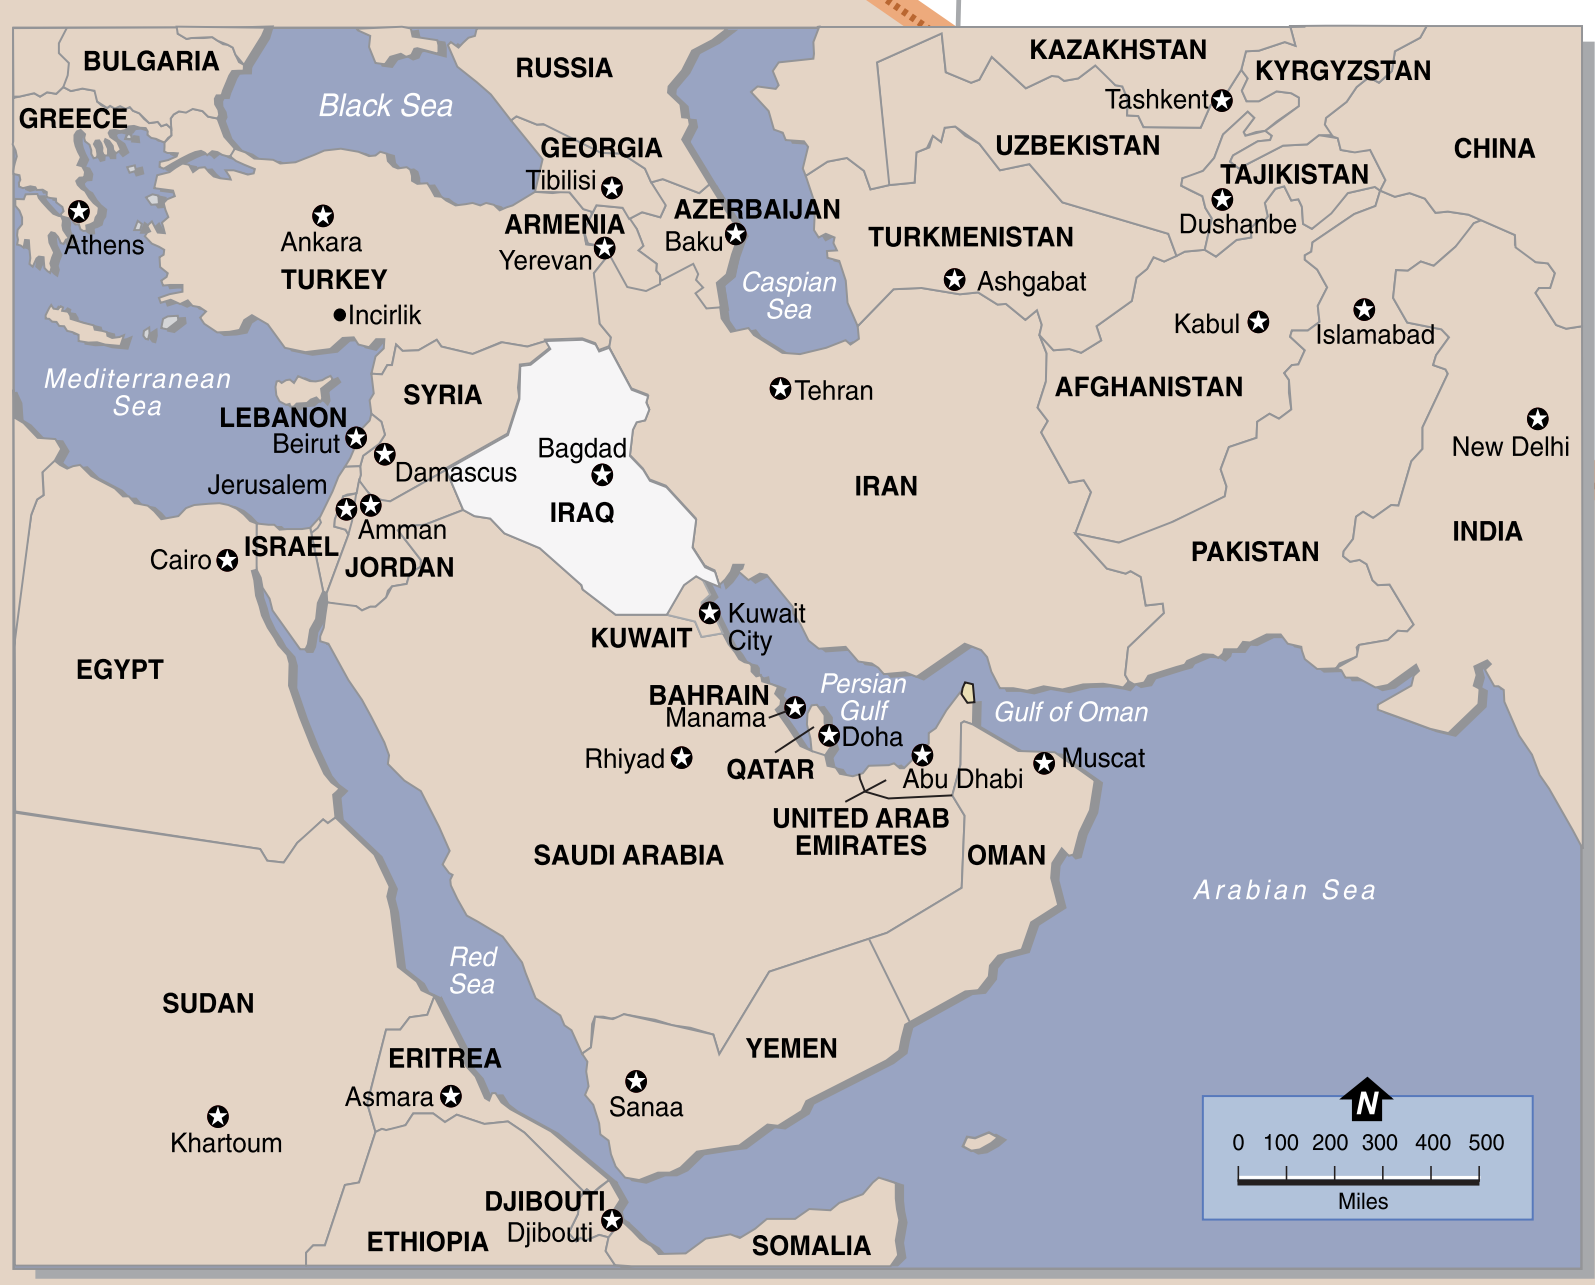 BULGARIA
RUSSIA
KAZAKHSTAN
KYRGYZSTAN
Black Sea
Tashkent
GREECE
GEORGIA
UZBEKISTAN
CHINA
Tibilisi
TAJIKISTAN
Athens
Ankara
ARMENIA
AZERBAIJAN
Dushanbe
Yerevan
Baku
TURKMENISTAN
TURKEY
Caspian
Sea
Ashgabat
Incirlik
Kabul
Islamabad
Mediterranean
Sea
SYRIA
Tehran
AFGHANISTAN
LEBANON
Beirut
Bagdad
New Delhi
Damascus
Jerusalem
IRAN
IRAQ
Amman
INDIA
Cairo
ISRAEL
JORDAN
PAKISTAN
Kuwait
City
KUWAIT
EGYPT
BAHRAIN
Manama
Persian
Gulf
Gulf of Oman
Doha
Rhiyad
QATAR
Abu Dhabi
Muscat
UNITED ARAB
EMIRATES
SAUDI ARABIA
OMAN
Arabian Sea
Red
Sea
SUDAN
YEMEN
ERITREA
Asmara
Sanaa
Khartoum
N
0 100 200 300 400 500
Miles
DJIBOUTI
Djibouti
ETHIOPIA
SOMALIA